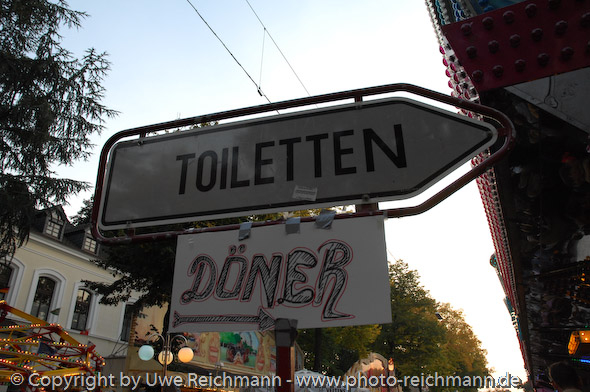 TOILETTEN
DÖNER
© Copyright by Uwe Reichmann - www.photo-reichmann.de